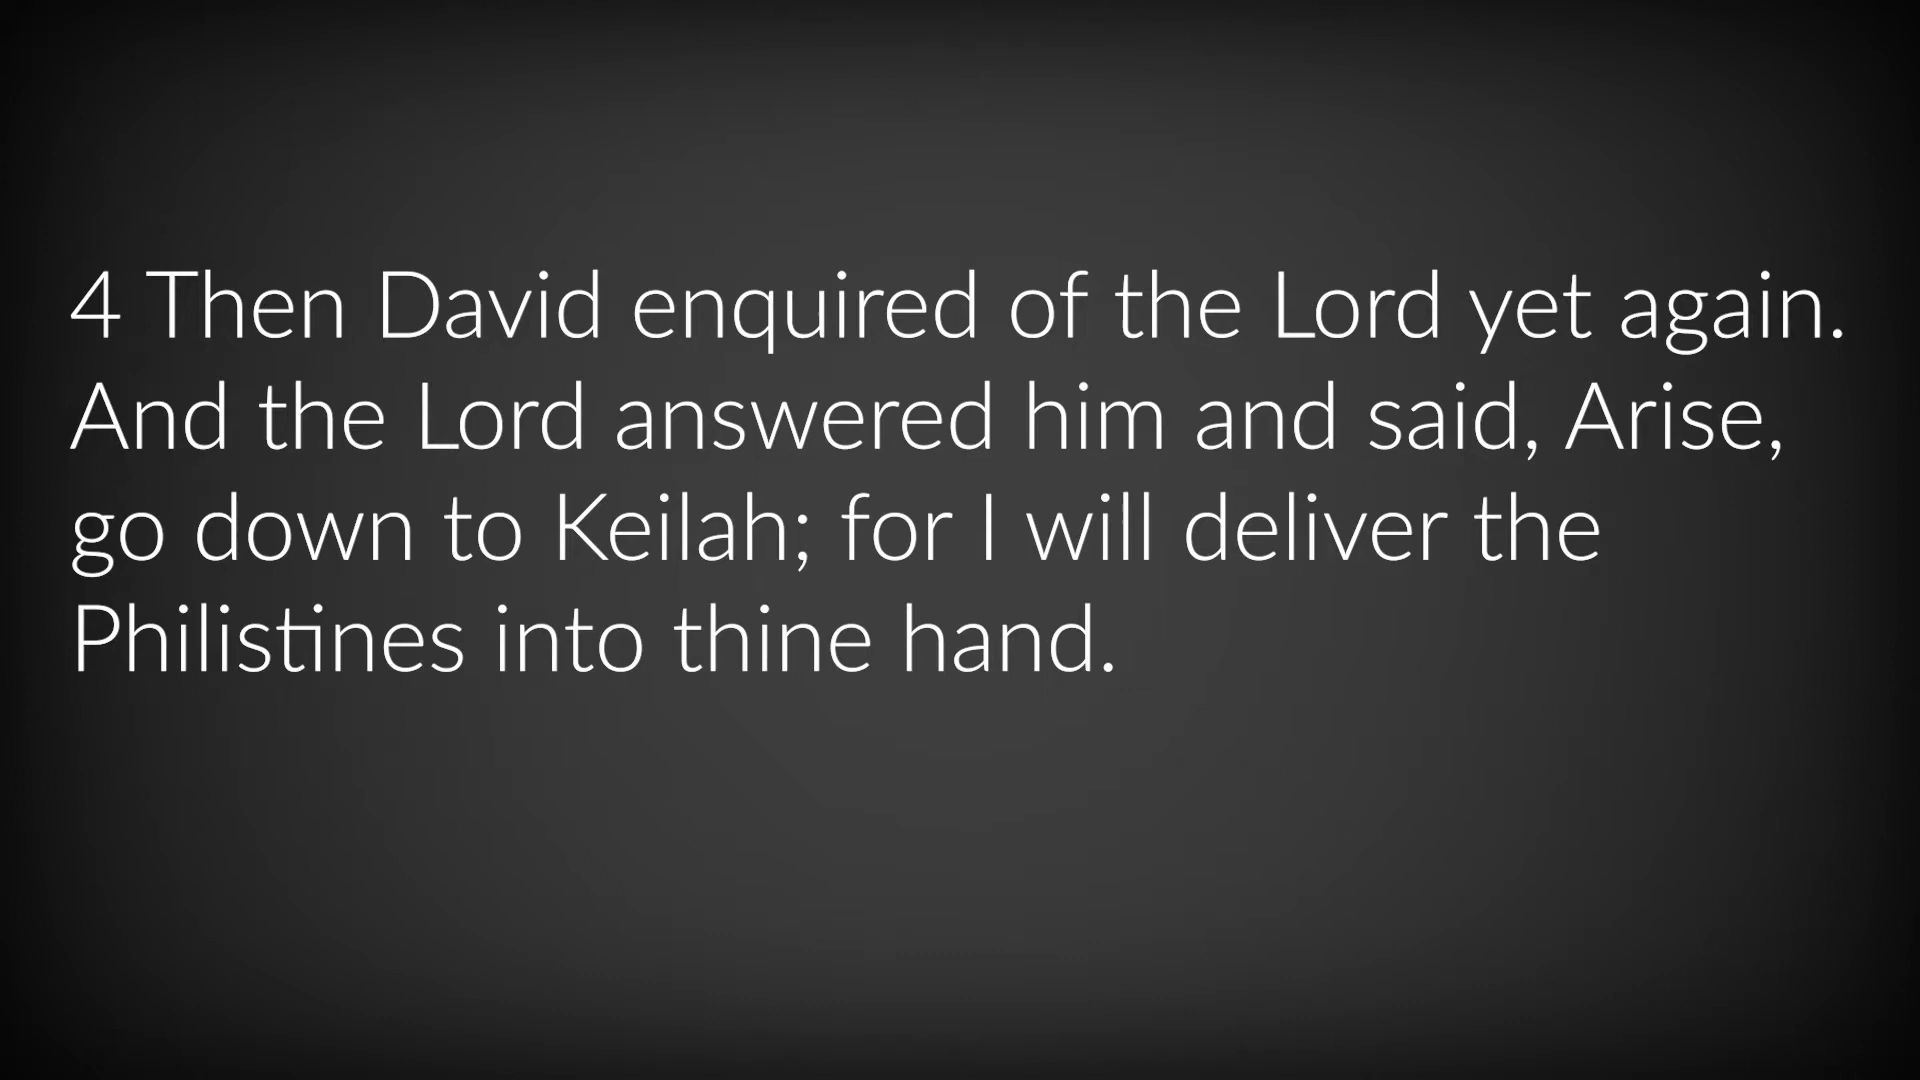 4 Then David enquired of the Lord yet again.
And the Lord answered him and said, Arise,
go down to Keilah; for I will deliver the
Philistines into thine hand.